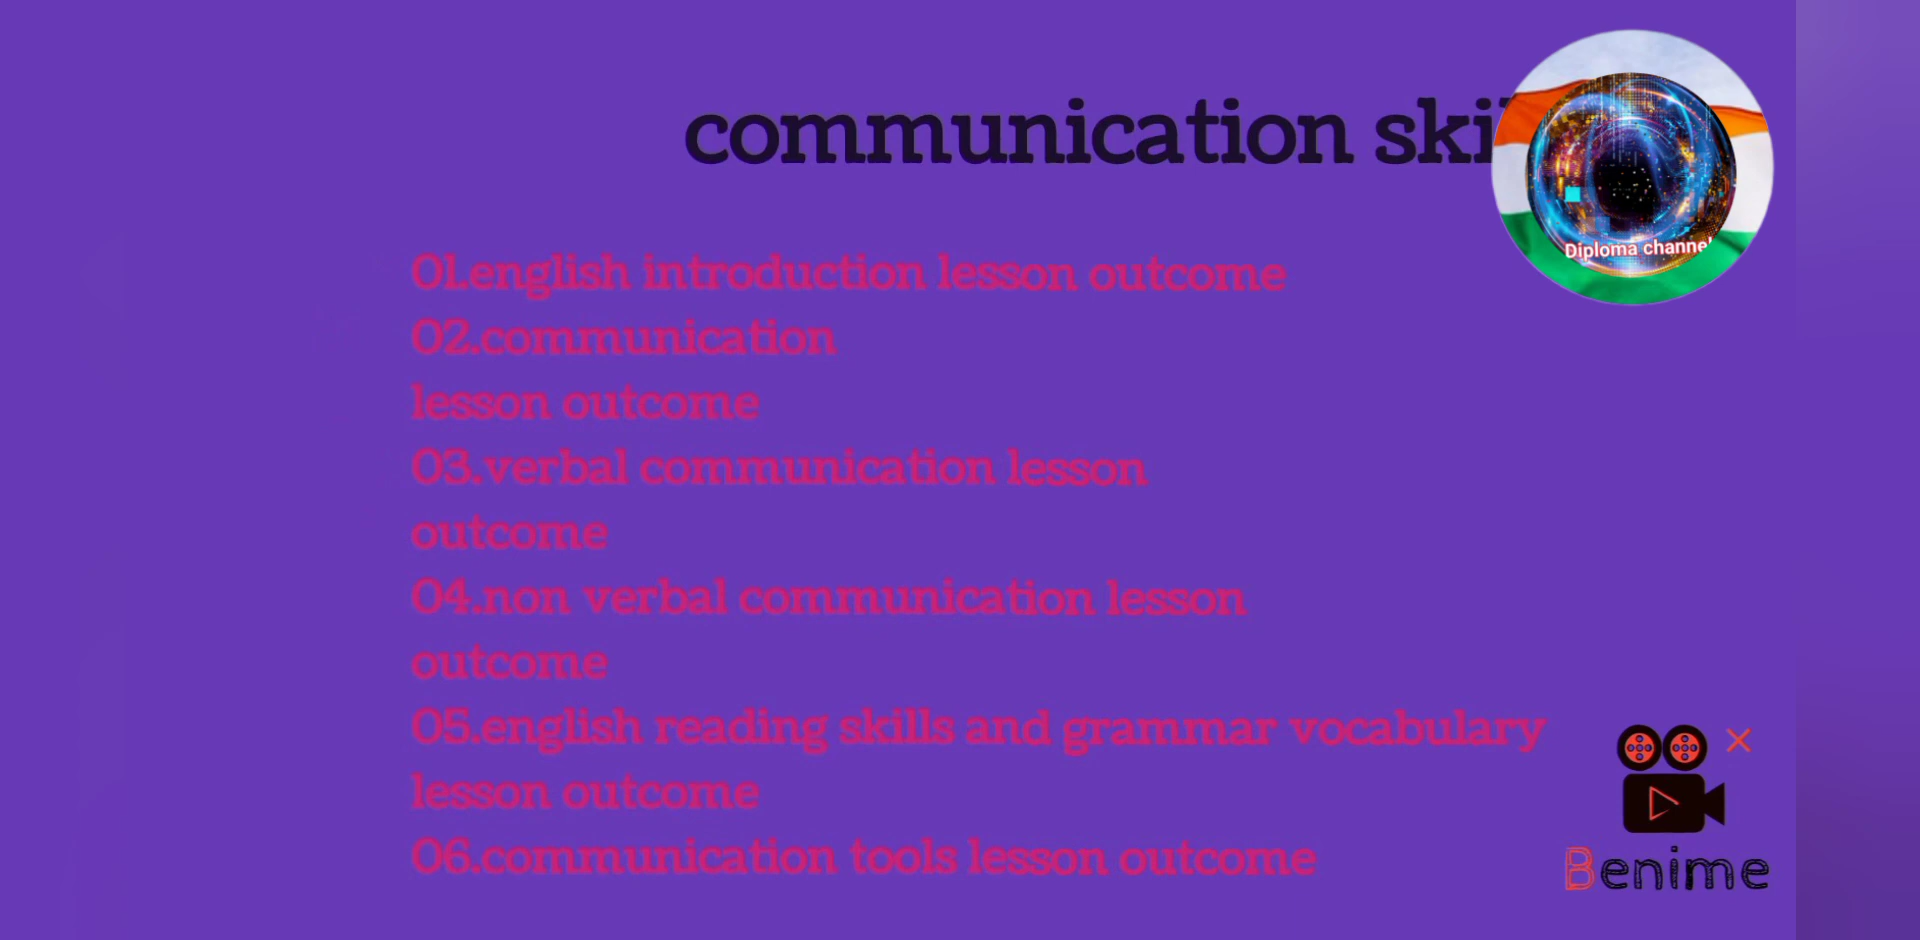 communication ski
Diploma channel
01.english introduction lesson outcome
02.communication
lesson outcome
03.verbal communication lesson
outcome
04.non verbal communication lesson
outcome
05.english reading skills and grammar vocabulary
lesson outcome
06.communication tools lesson outcome
Benime